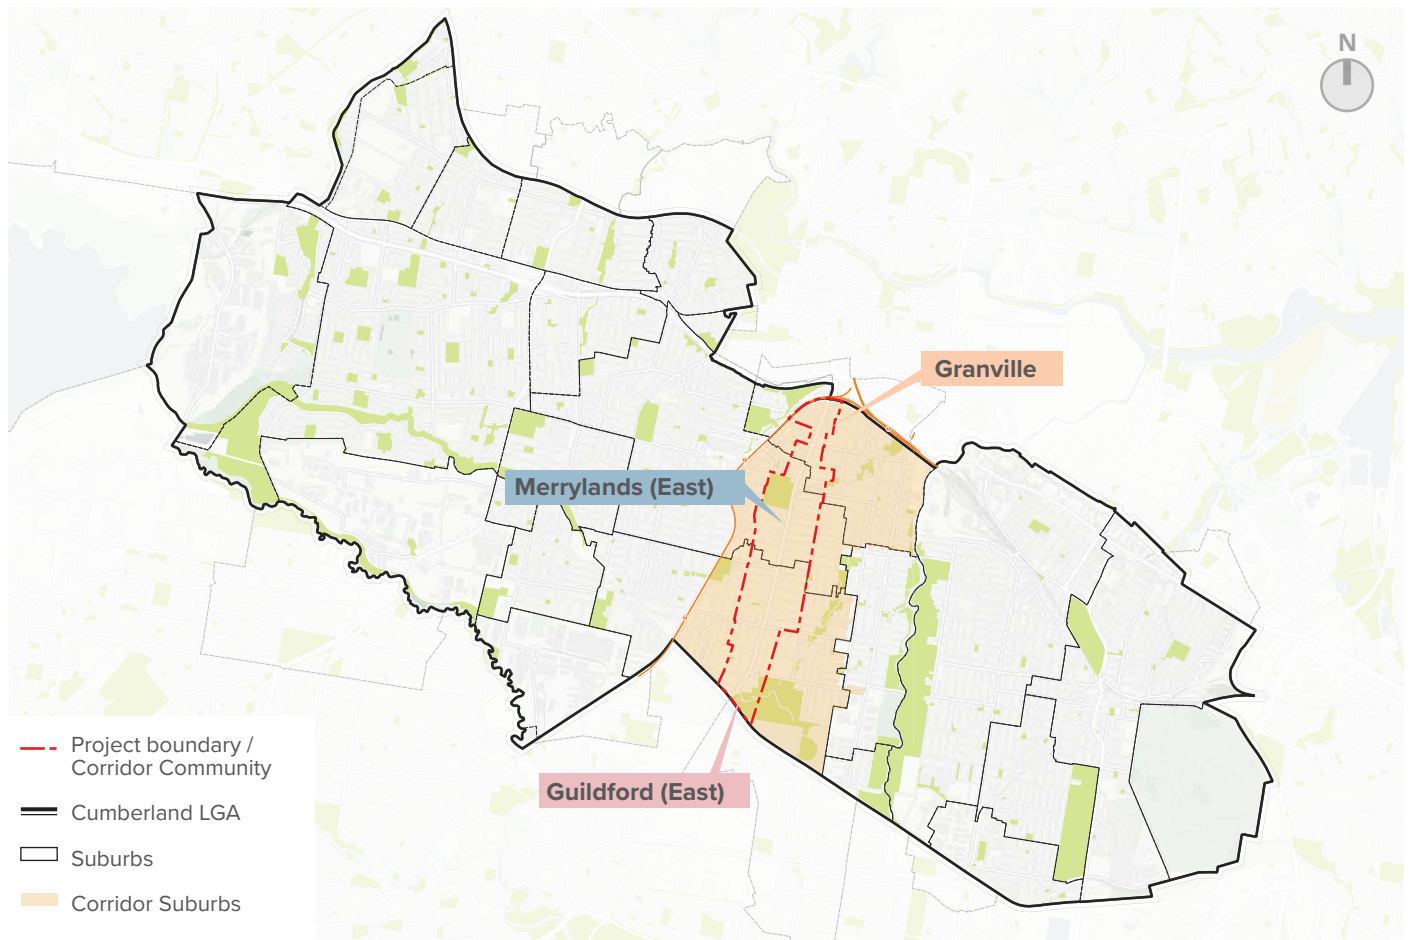 N
Granville
Merrylands (East)
Guildford (East)
Project boundary /
Corridor Community
Cumberland LGA
Suburbs
Corridor Suburbs